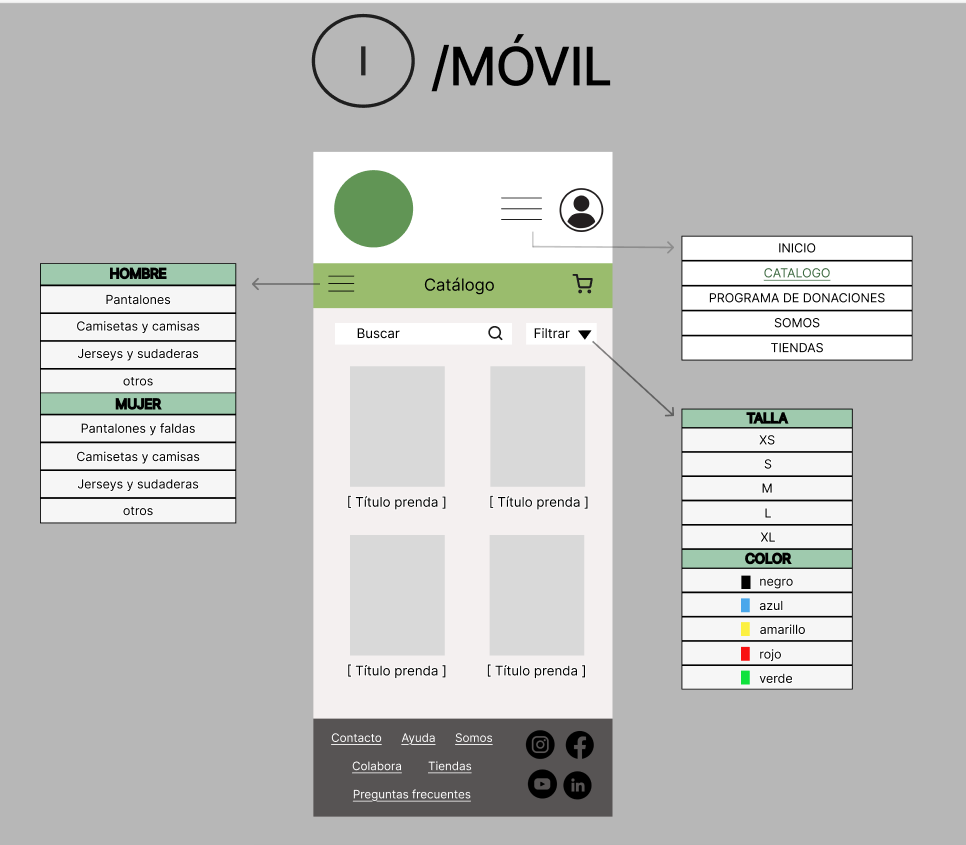 I
/MÓVIL
Catálogo
Buscar
Filtrar
[ Título prenda ]
[ Título prenda ]
[ Título prenda ]
[ Título prenda ]
Contacto
Ayuda
Somos
Colabora
Tiendas
Preguntas frecuentes
in
HOMBRE
Pantalones
Camisetas y camisas
Jerseys y sudaderas
otros
MUJER
Pantalones y faldas
Camisetas y camisas
Jerseys y sudaderas
otros
INICIO
CATALOGO
PROGRAMA DE DONACIONES
SOMOS
TIENDAS
TALLA
XS
S
M
L
XL
COLOR
negro
azul
amarillo
rojo
verde